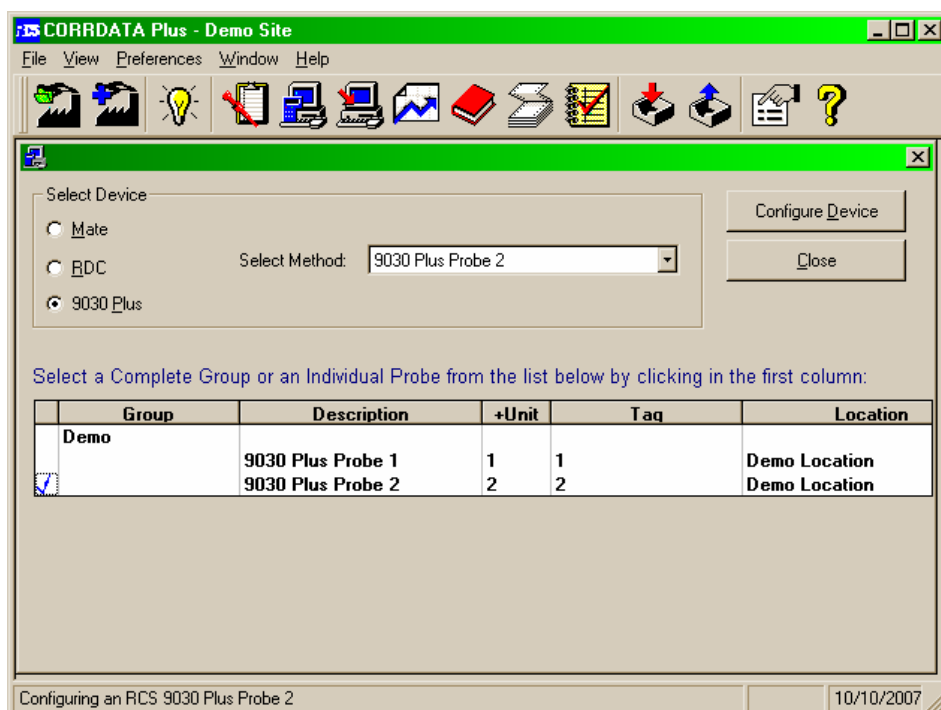 CORRDATA Plus - Demo Site
File View Preferences Window Help
Select Device
Mate
RDC
9030 Plus
Select Method: 9030 Plus Probe 2
Configure Device
Close
Select a Complete Group or an Individual Probe from the list below by clicking in the first column:
Group Description +Unit Tag Location
Demo
9030 Plus Probe 1 1 1 Demo Location
9030 Plus Probe 2 2 2 Demo Location
Configuring an RCS 9030 Plus Probe 2 10/10/2007